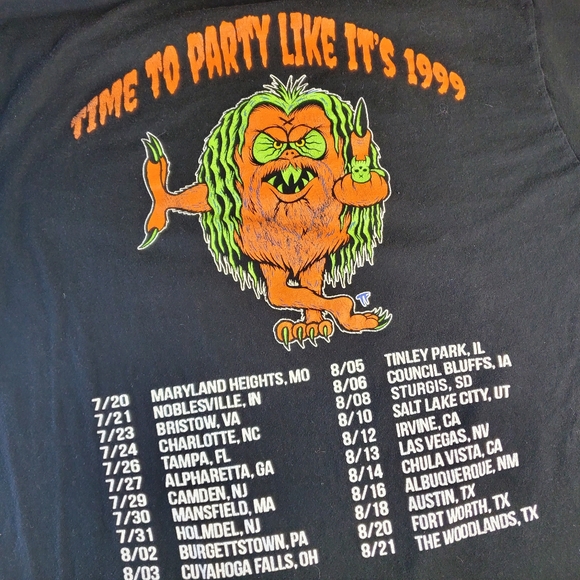 TIME TO PARTY LIKE IT'S 1999
7/20 MARYLAND HEIGHTS, MO
7/21 NOBLESVILLE, IN
7/23 BRISTOW, VA
7/24 CHARLOTTE, NC
7/26 TAMPA, FL
7/27 ALPHARETTA, GA
7/29 CAMDEN, NJ
7/30 MANSFIELD, MA
7/31 HOLMDEL, NJ
8/02 BURGETTSTOWN, PA
8/03 CUYAHOGA FALLS, OH
8/05 TINLEY PARK, IL
8/06 COUNCIL BLUFFS, IA
8/08 STURGIS, SD
8/10 SALT LAKE CITY, UT
8/12 IRVINE, CA
8/13 LAS VEGAS, NV
8/14 CHULA VISTA, CA
8/16 ALBUQUERQUE, NM
8/18 AUSTIN, TX
8/20 FORT WORTH, TX
8/21 THE WOODLANDS, TX